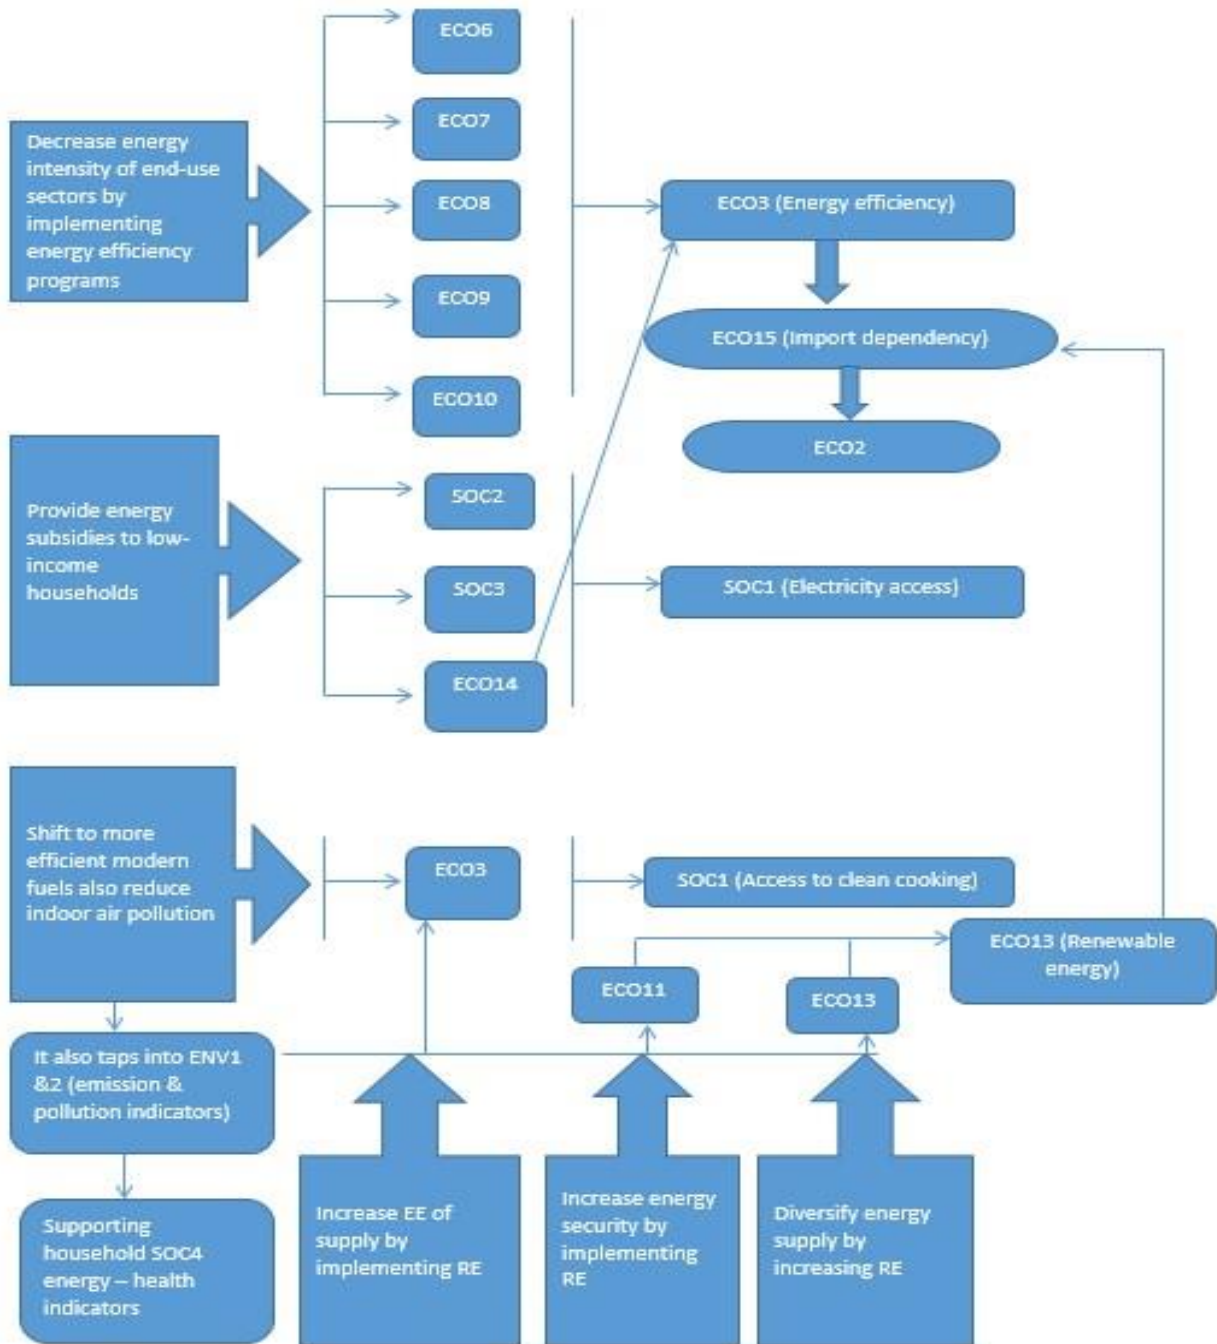 ECO6
ECO7
ECO8
ECO9
ECO10
Decrease energy
intensity of end-use
sectors by
implementing
energy efficiency
programs
ECO3 (Energy efficiency)
ECO15 (Import dependency)
ECO2
Provide energy
subsidies to low-
income
households
SOC2
SOC3
ECO14
SOC1 (Electricity access)
Shift to more
efficient modern
fuels also reduce
indoor air pollution
ECO3
SOC1 (Access to clean cooking)
ECO11
ECO13
ECO13 (Renewable
energy)
It also taps into ENV1
&2 (emission &
pollution indicators)
Supporting
household SOC4
energy – health
indicators
Increase EE of
supply by
implementing RE
Increase energy
security by
implementing
RE
Diversify energy
supply by
increasing RE